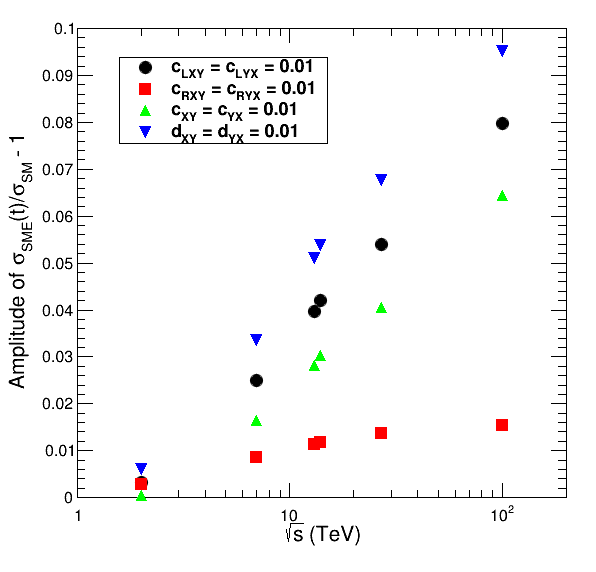 0.1
0.09
0.08
0.07
0.06
0.05
0.04
0.03
0.02
0.01
0
Amplitude of σ_SME(t)/σ_SM - 1
c_LXY = c_LYX = 0.01
c_RXY = c_RYX = 0.01
c_XY = c_YX = 0.01
d_XY = d_YX = 0.01
1 10 10²
√s (TeV)